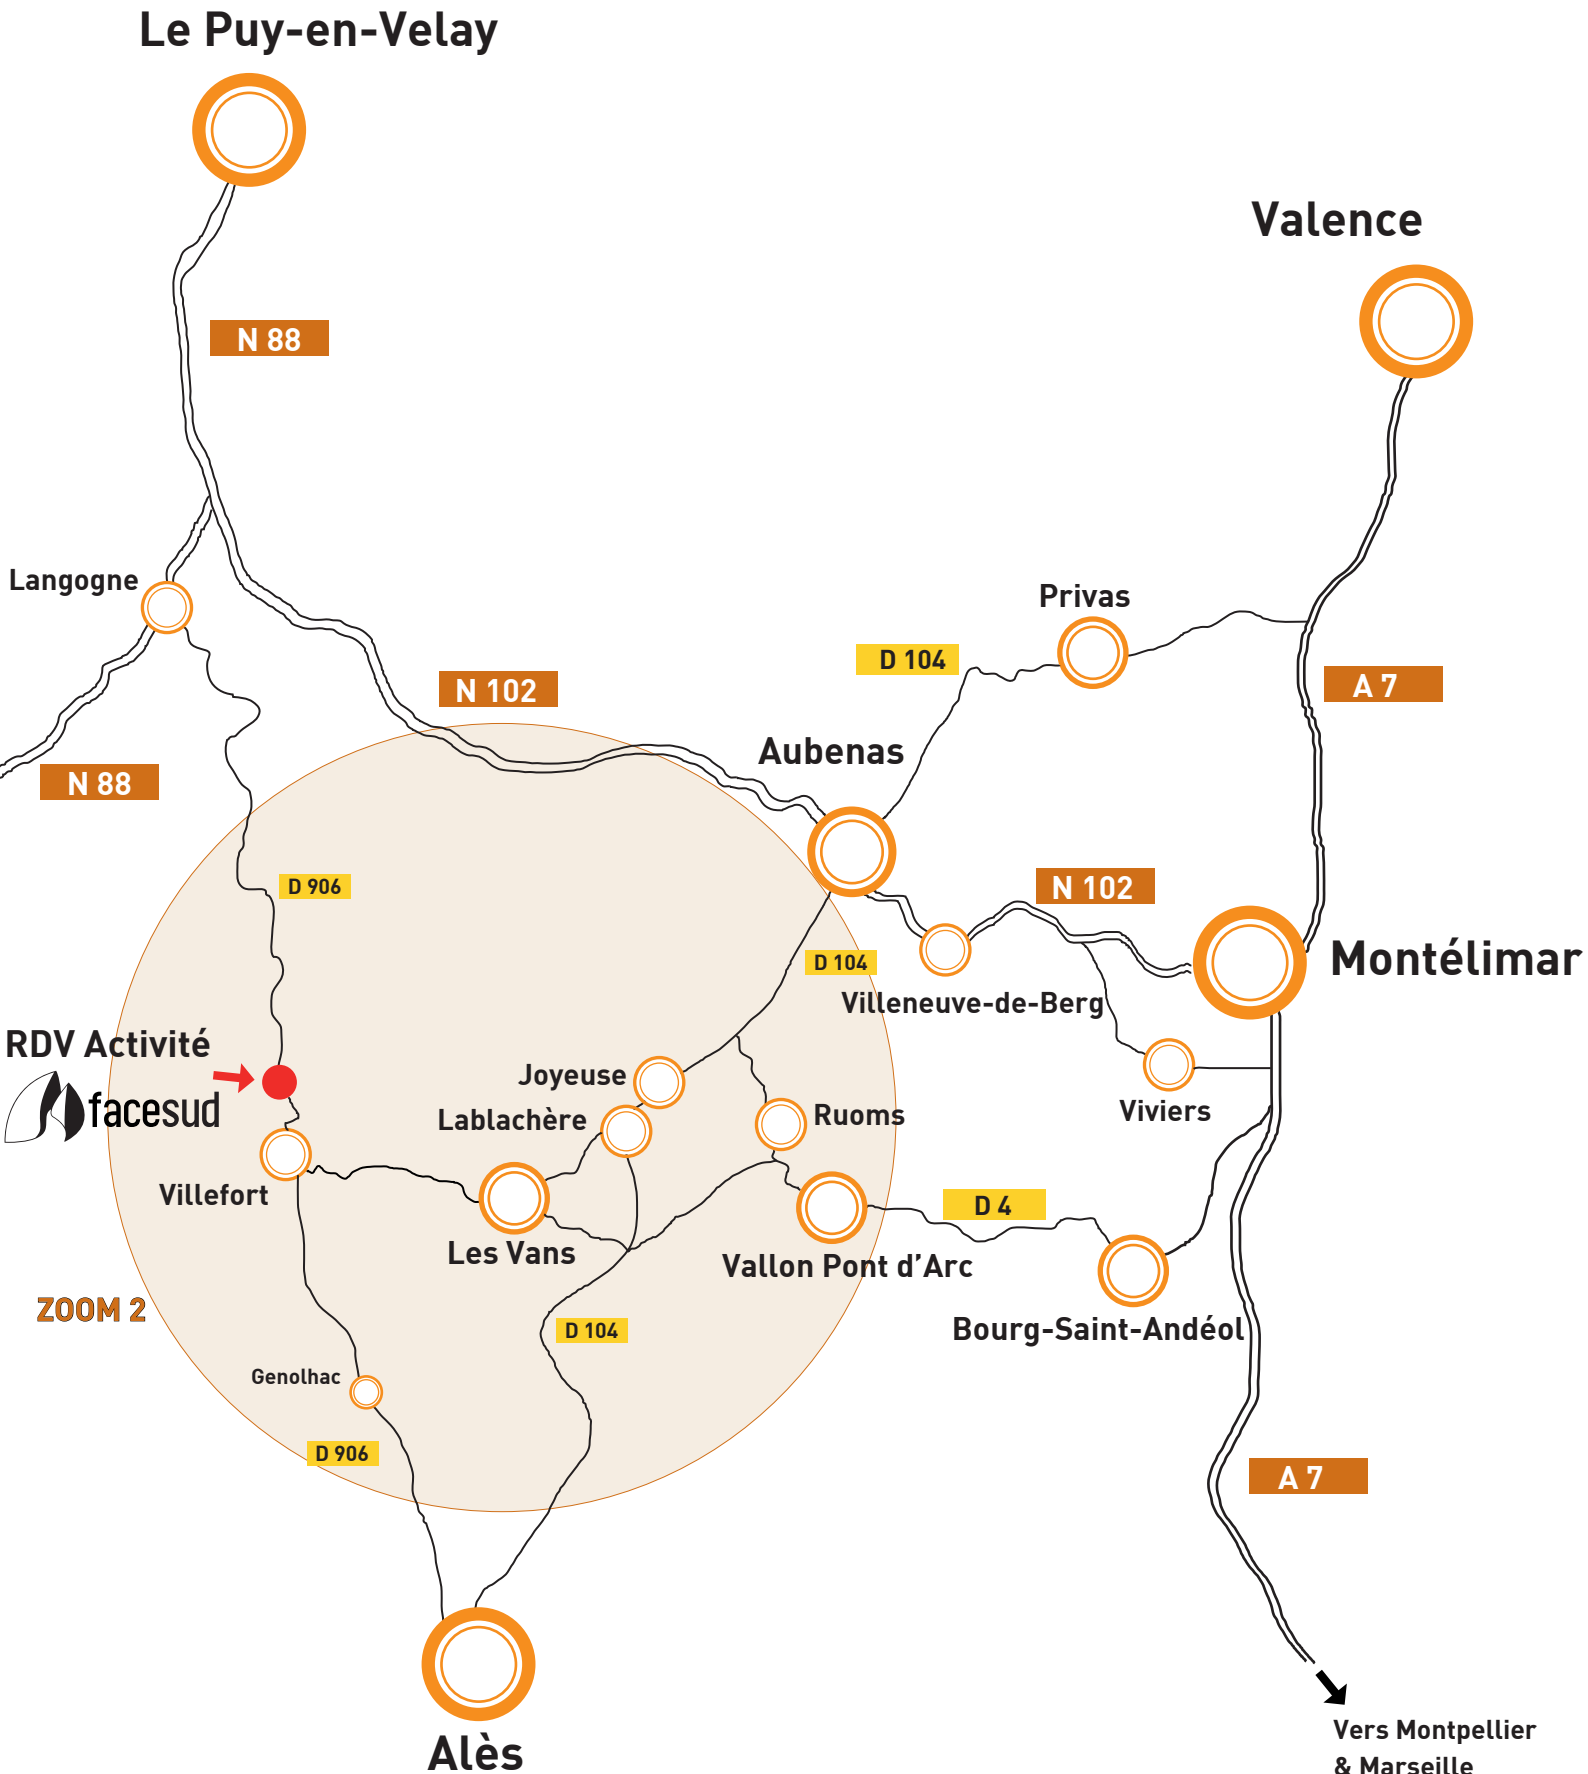 Le Puy-en-Velay
Valence
N 88
Langogne
Privas
D 104
N 102
A 7
Aubenas
N 88
D 906
N 102
D 104
Montélimar
Villeneuve-de-Berg
RDV Activité
facesud
Joyeuse
Lablachère
Ruoms
Viviers
Villefort
D 4
Les Vans
Vallon Pont d’Arc
ZOOM 2
D 104
Bourg-Saint-Andéol
Genolhac
D 906
A 7
Alès
Vers Montpellier
& Marseille